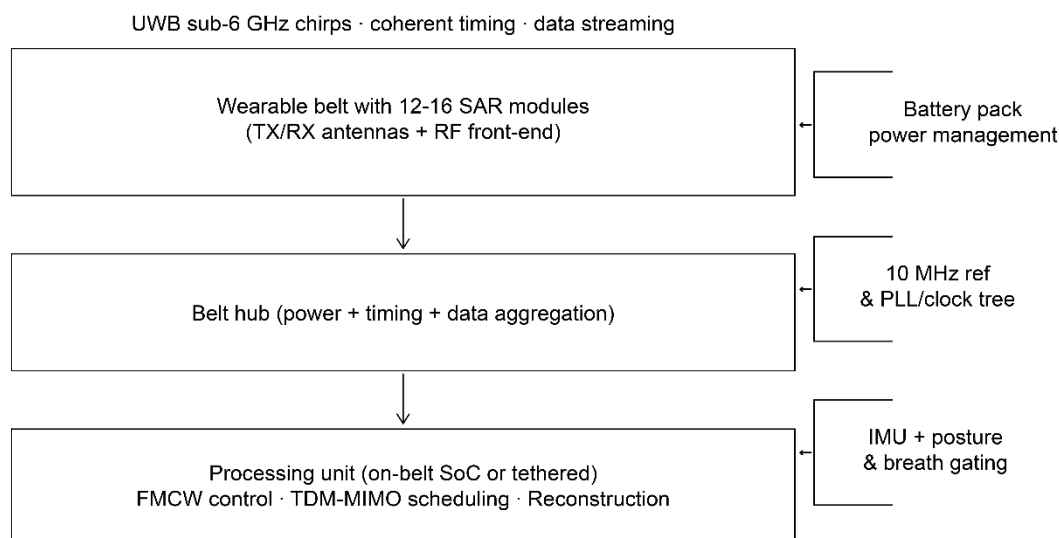 UWB sub-6 GHz chirps · coherent timing · data streaming
Wearable belt with 12-16 SAR modules
(TX/RX antennas + RF front-end)
Battery pack
power management
Belt hub (power + timing + data aggregation)
10 MHz ref
& PLL/clock tree
Processing unit (on-belt SoC or tethered)
FMCW control · TDM-MIMO scheduling · Reconstruction
IMU + posture
& breath gating